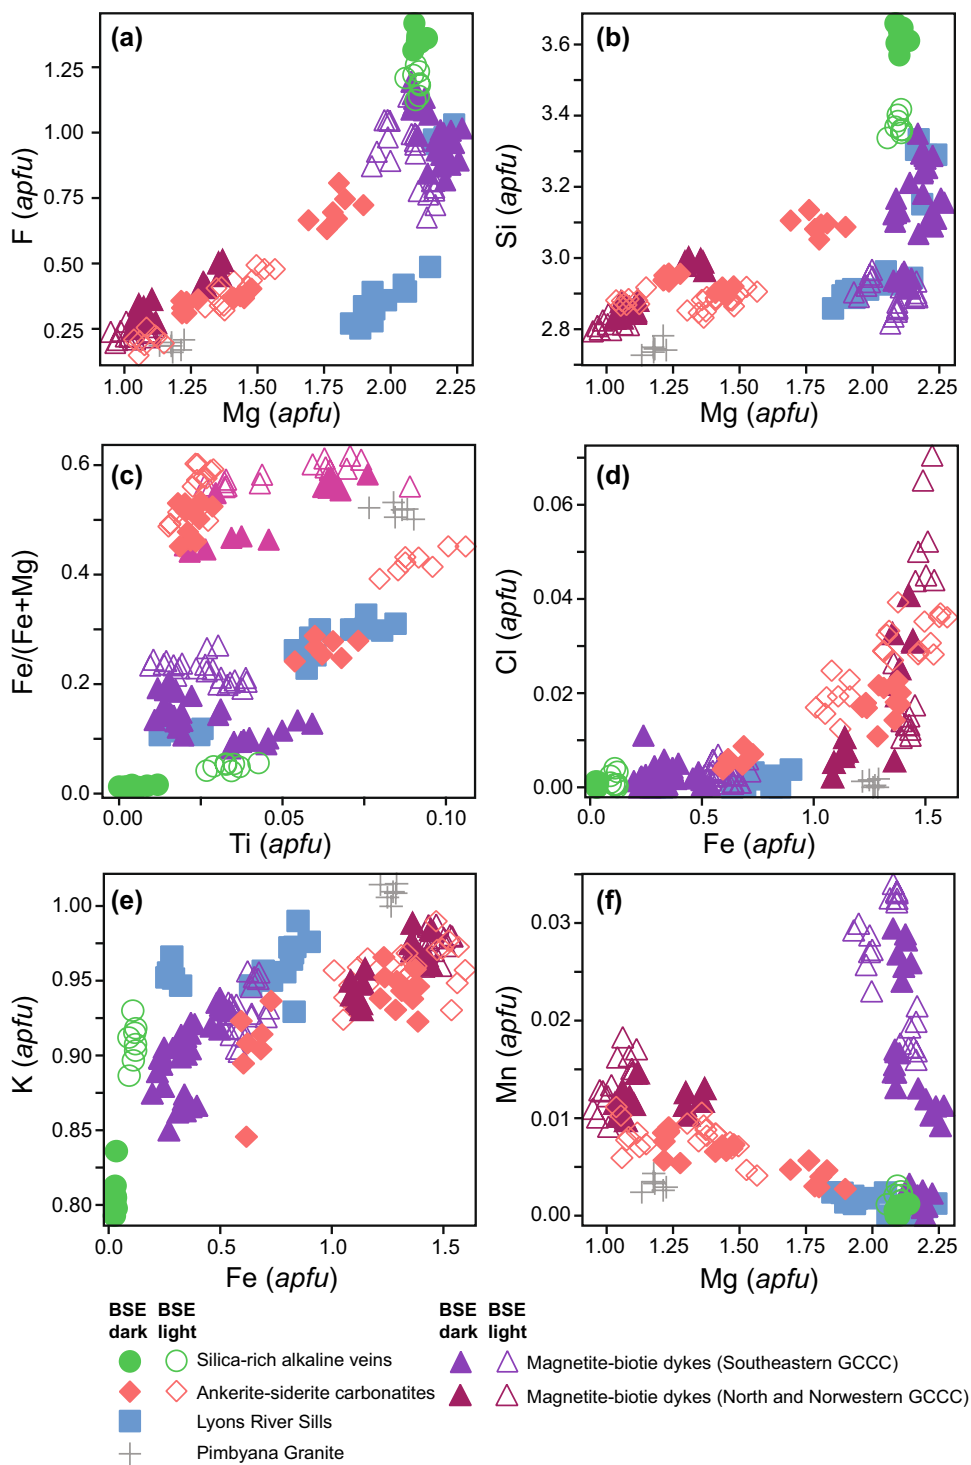 (a)
F (apfu)
1.25
1.00
0.75
0.50
0.25
1.00 1.25 1.50 1.75 2.00 2.25
Mg (apfu)
(b)
Si (apfu)
3.6
3.4
3.2
3.0
2.8
1.00 1.25 1.50 1.75 2.00 2.25
Mg (apfu)
(c)
Fe/(Fe+Mg)
0.6
0.4
0.2
0.0
0.00 0.05 0.10
Ti (apfu)
(d)
Cl (apfu)
0.06
0.04
0.02
0.00
0.0 0.5 1.0 1.5
Fe (apfu)
(e)
K (apfu)
1.00
0.95
0.90
0.85
0.80
0.0 0.5 1.0 1.5
Fe (apfu)
(f)
Mn (apfu)
0.03
0.02
0.01
0.00
1.00 1.25 1.50 1.75 2.00 2.25
Mg (apfu)
BSE BSE
dark light
Silica-rich alkaline veins
Ankerite-siderite carbonatites
Lyons River Sills
Pimbyana Granite
BSE BSE
dark light
Magnetite-biotie dykes (Southeastern GCCC)
Magnetite-biotie dykes (North and Norwestern GCCC)